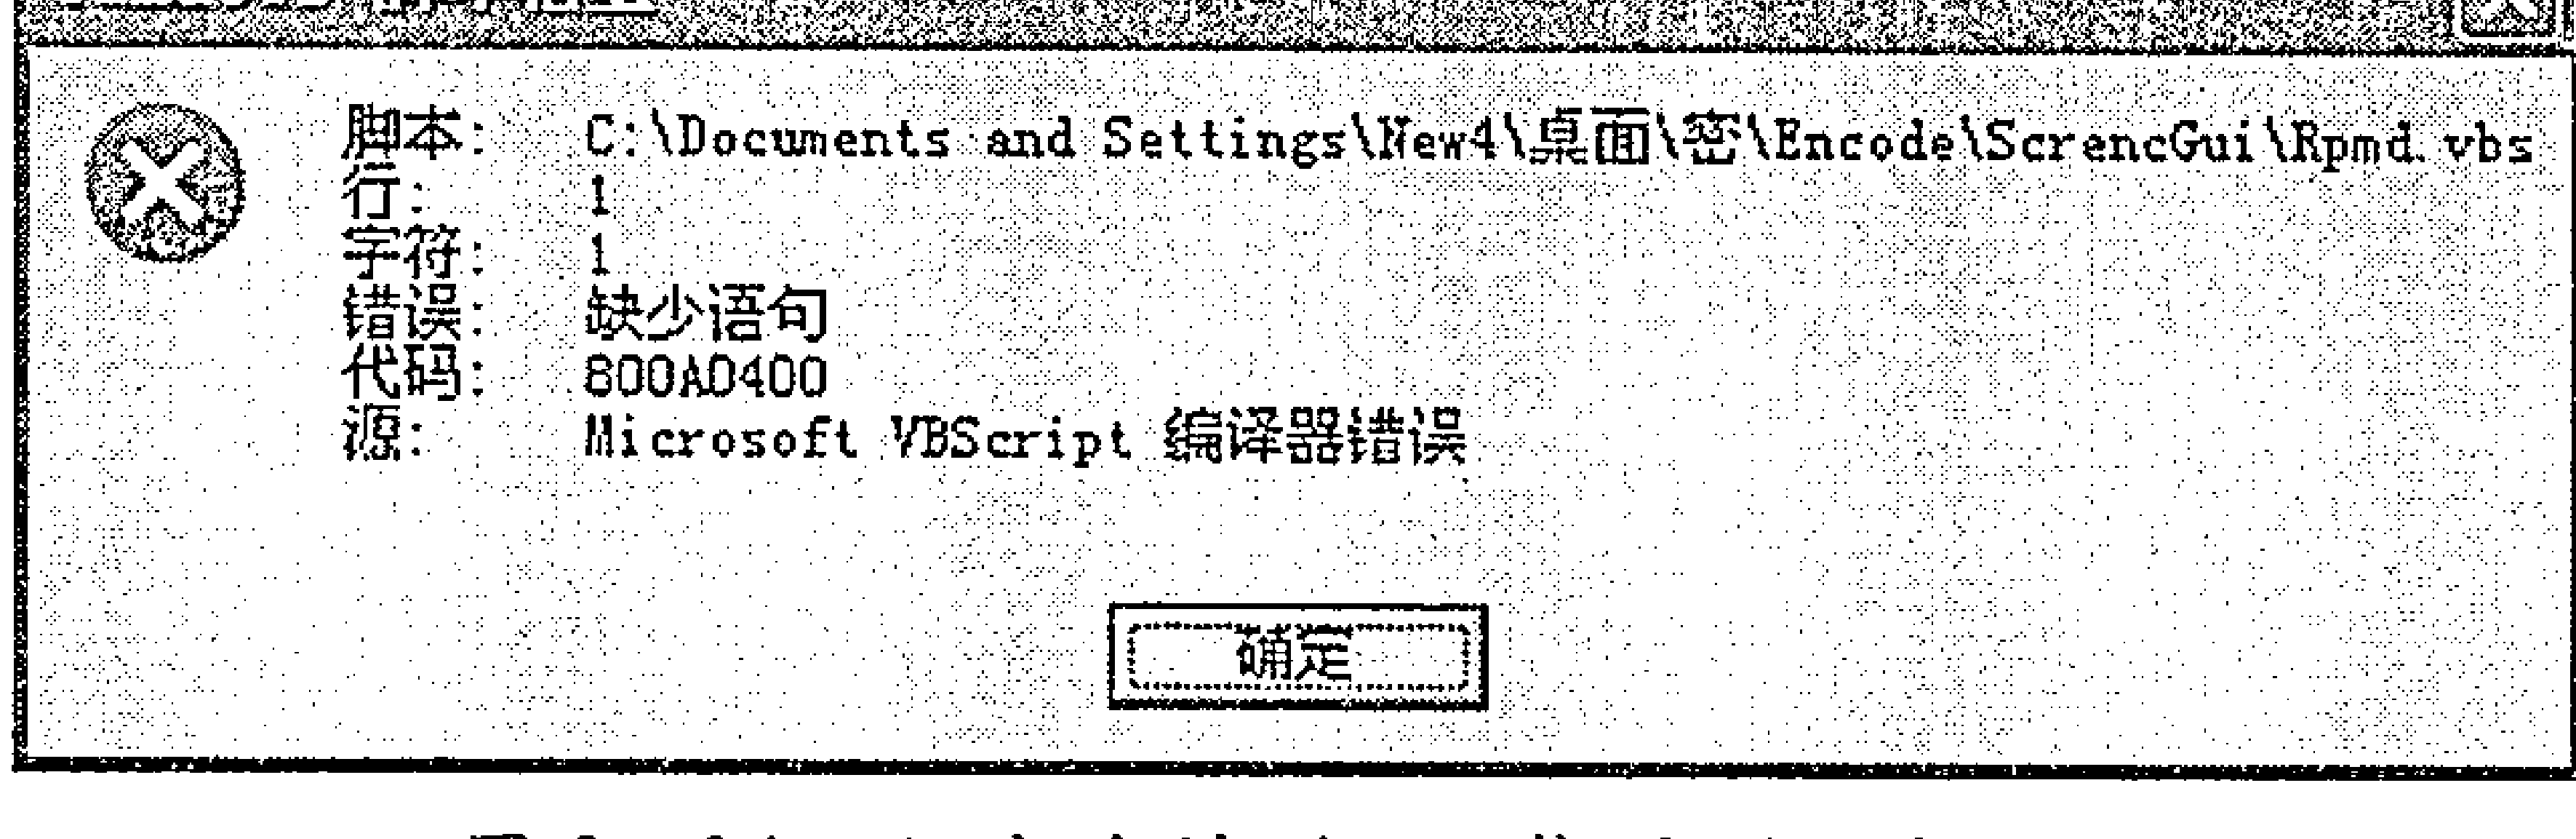 脚本: C:\Documents and Settings\New4\桌面\密\Encode\ScrencGui\Rpmd.vbs
行: 1
字符: 1
错误: 缺少语句
代码: 800A0400
源: Microsoft VBScript 编译器错误
确定